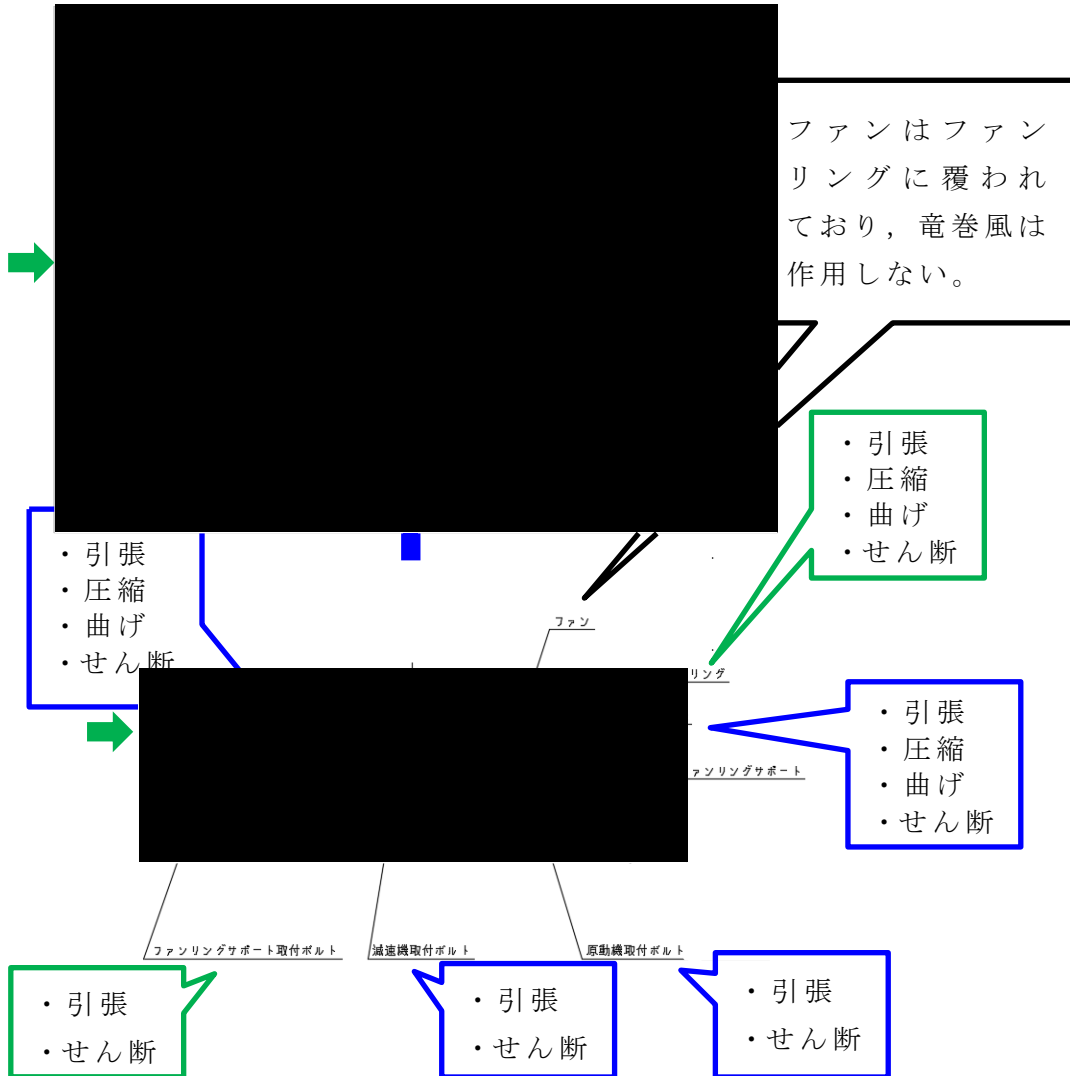 ファンはファン
リングに覆われ
ており，竜巻風は
作用しない。
・引張
・圧縮
・曲げ
・せん断
・引張
・圧縮
・曲げ
・せん断
ファン
リング
・引張
・圧縮
・曲げ
・せん断
ァンリングサポート
ファンリングサポート取付ボルト
減速機取付ボルト
原動機取付ボルト
・引張
・せん断
・引張
・せん断
・引張
・せん断